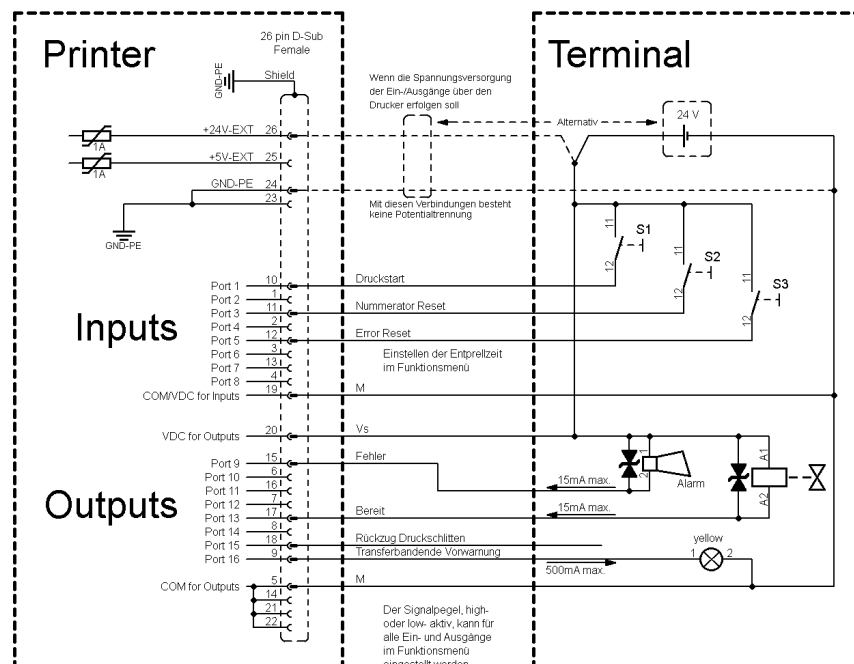 Printer
Terminal
26 pin D-Sub
Female
Shield
GND-PE
Wenn die Spannungsversorgung
der Ein-/Ausgänge über den
Drucker erfolgen soll
Alternativ
24 V
+24V-EXT 26
1A
+5V-EXT 25
1A
GND-PE 24
23
GND-PE
Mit diesen Verbindungen besteht
keine Potentialtrennung
11 S1
12
11 S2
12
11 S3
12
Inputs
Port 1 10 Druckstart
Port 2 1
Port 3 11 Nummerator Reset
Port 4 2
Port 5 12 Error Reset
Port 6 3
Port 7 13
Port 8 4
COM/VDC for Inputs 19 M
Einstellen der Entprellzeit
im Funktionsmenü
VDC for Outputs 20 Vs
Outputs
Port 9 15 Fehler
Port 10 6
Port 11 16
Port 12 7
Port 13 17 Bereit
Port 14 8
Port 15 18 Rückzug Druckschlitten
Port 16 9 Transferbandende Vorwarnung
COM for Outputs 5 M
14
21
22
15mA max.
15mA max.
500mA max.
1
2
Alarm
A1
A2
yellow
1 2
Der Signalpegel, high-
oder low- aktiv, kann für
alle Ein- und Ausgänge
im Funktionsmenü
eingestellt werden